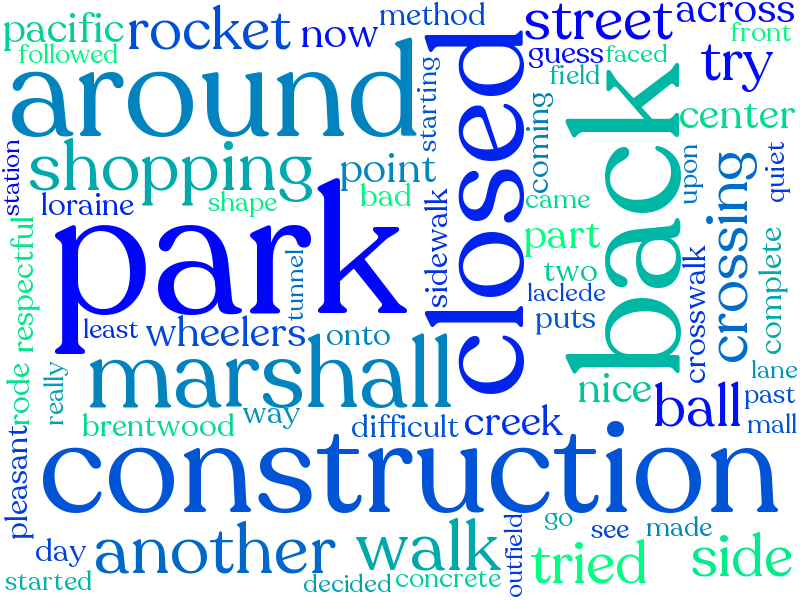 pacific
rocket
now
method
street
across
followed
guess
faced
front
around
closed
field
try
starting
back
center
shopping
point
coming
station
loraine
shape
bad
came
upon
quiet
park
sidewalk
crossing
respectful
part
tunnel
two
crosswalk
complete
laclede
least
wheelers
onto
puts
marshall
lane
really
rode
nice
ball
past
way
mall
brentwood
difficult
creek
pleasant
construction
another
walk
outfield
go
see
made
day
tried
side
started
decided
concrete